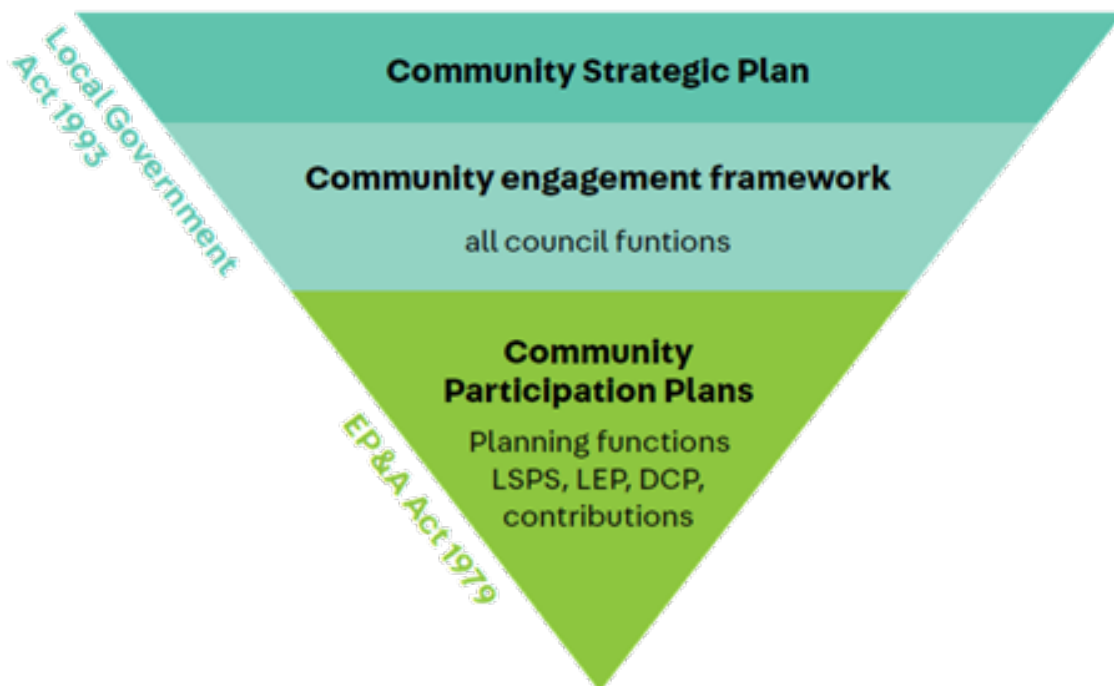 Local Government
Act 1993
Community Strategic Plan
Community engagement framework
all council funtions
EP&A Act 1979
Community
Participation Plans
Planning functions
LSPS, LEP, DCP,
contributions